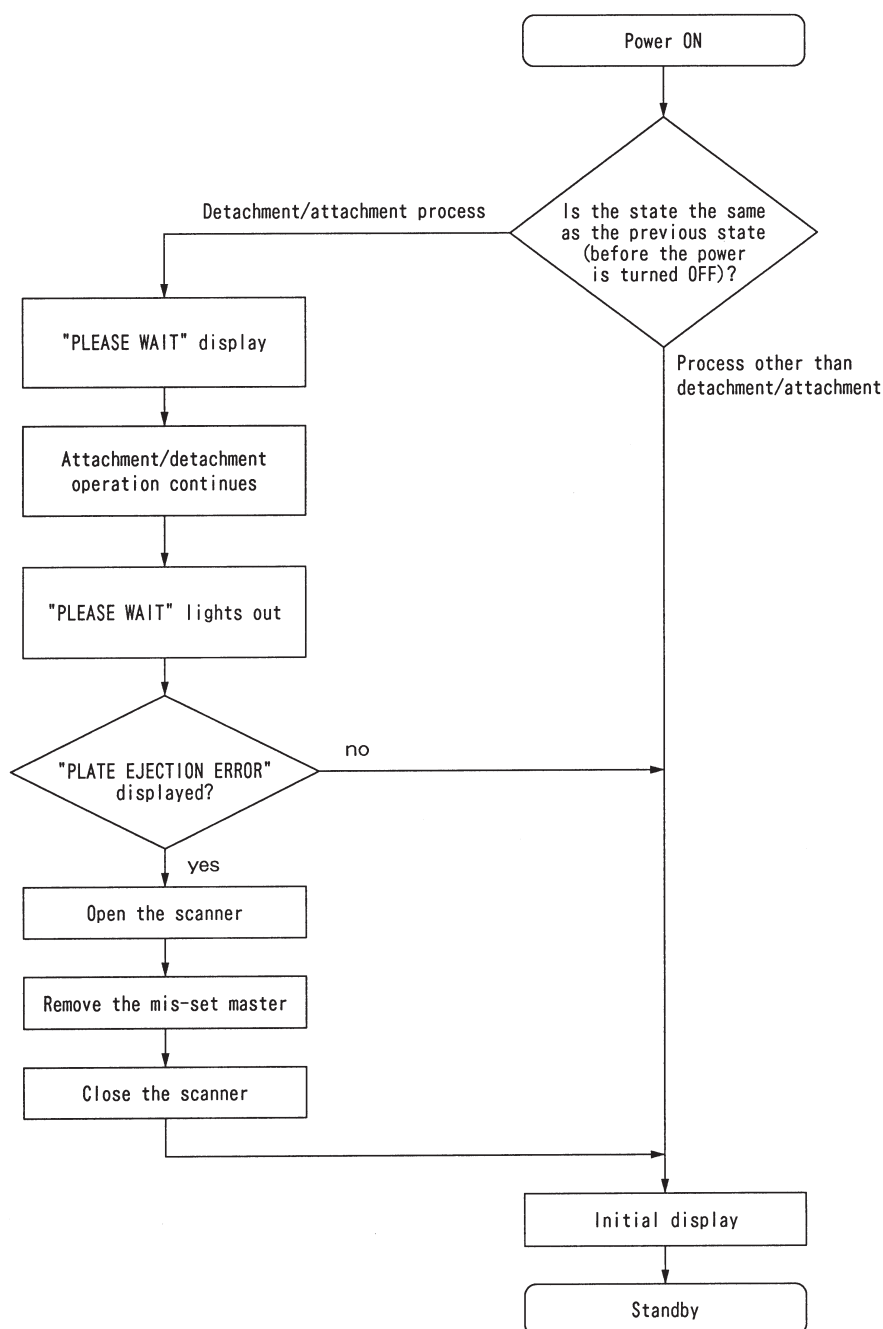 Power ON
Is the state the same
as the previous state
(before the power
is turned OFF)?
Detachment/attachment process
Process other than
detachment/attachment
"PLEASE WAIT" display
Attachment/detachment
operation continues
"PLEASE WAIT" lights out
"PLATE EJECTION ERROR"
displayed?
no
yes
Open the scanner
Remove the mis-set master
Close the scanner
Initial display
Standby